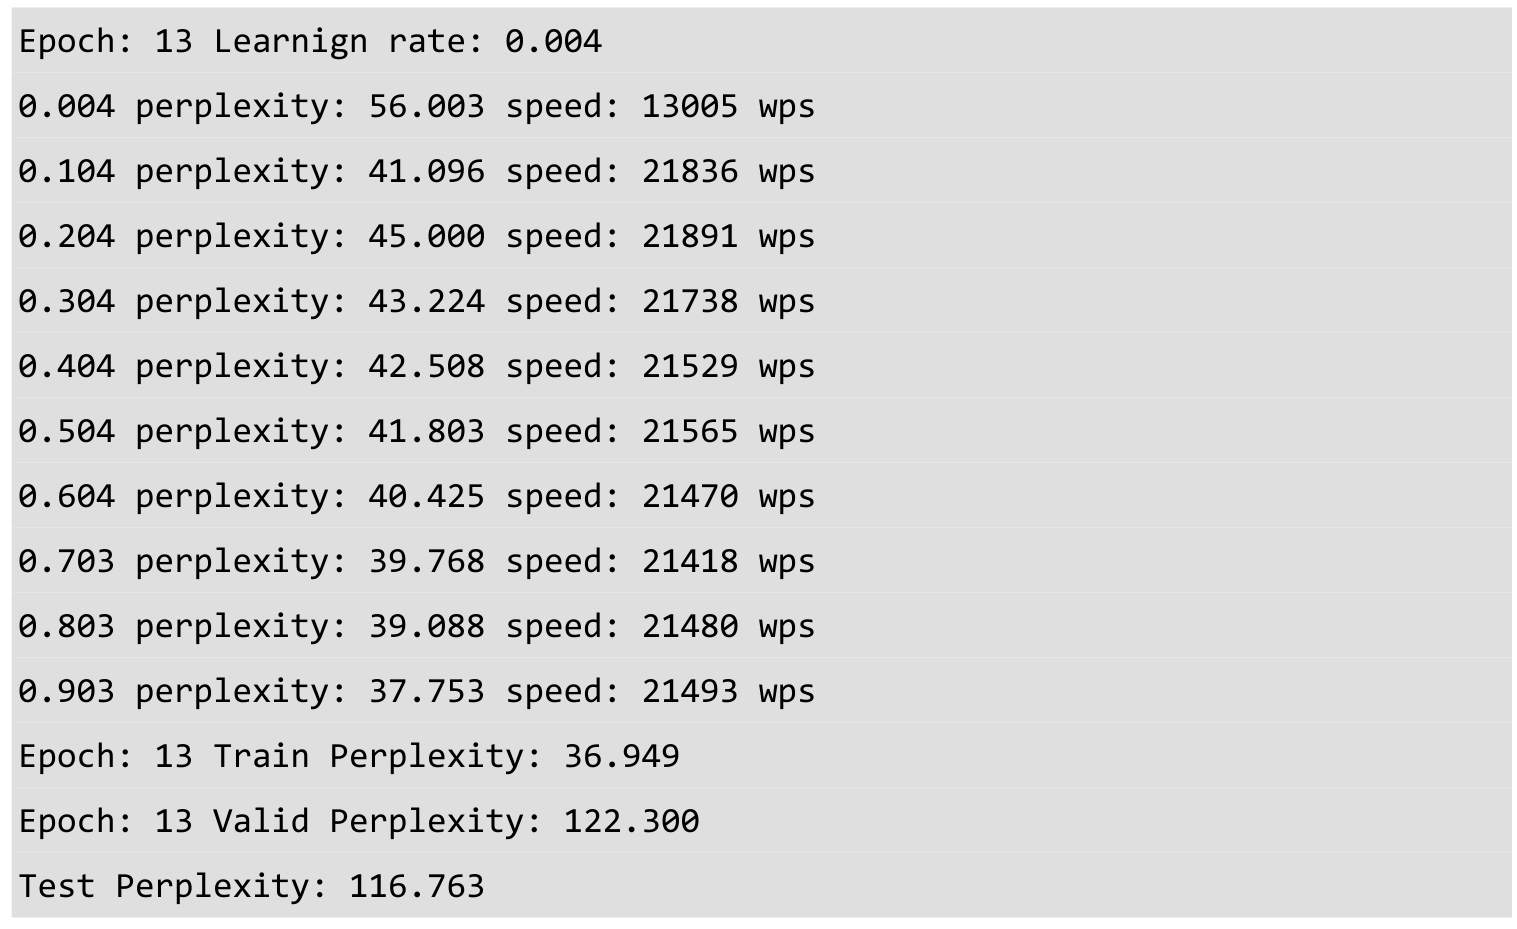 Epoch: 13 Learnign rate: 0.004
0.004 perplexity: 56.003 speed: 13005 wps
0.104 perplexity: 41.096 speed: 21836 wps
0.204 perplexity: 45.000 speed: 21891 wps
0.304 perplexity: 43.224 speed: 21738 wps
0.404 perplexity: 42.508 speed: 21529 wps
0.504 perplexity: 41.803 speed: 21565 wps
0.604 perplexity: 40.425 speed: 21470 wps
0.703 perplexity: 39.768 speed: 21418 wps
0.803 perplexity: 39.088 speed: 21480 wps
0.903 perplexity: 37.753 speed: 21493 wps
Epoch: 13 Train Perplexity: 36.949
Epoch: 13 Valid Perplexity: 122.300
Test Perplexity: 116.763